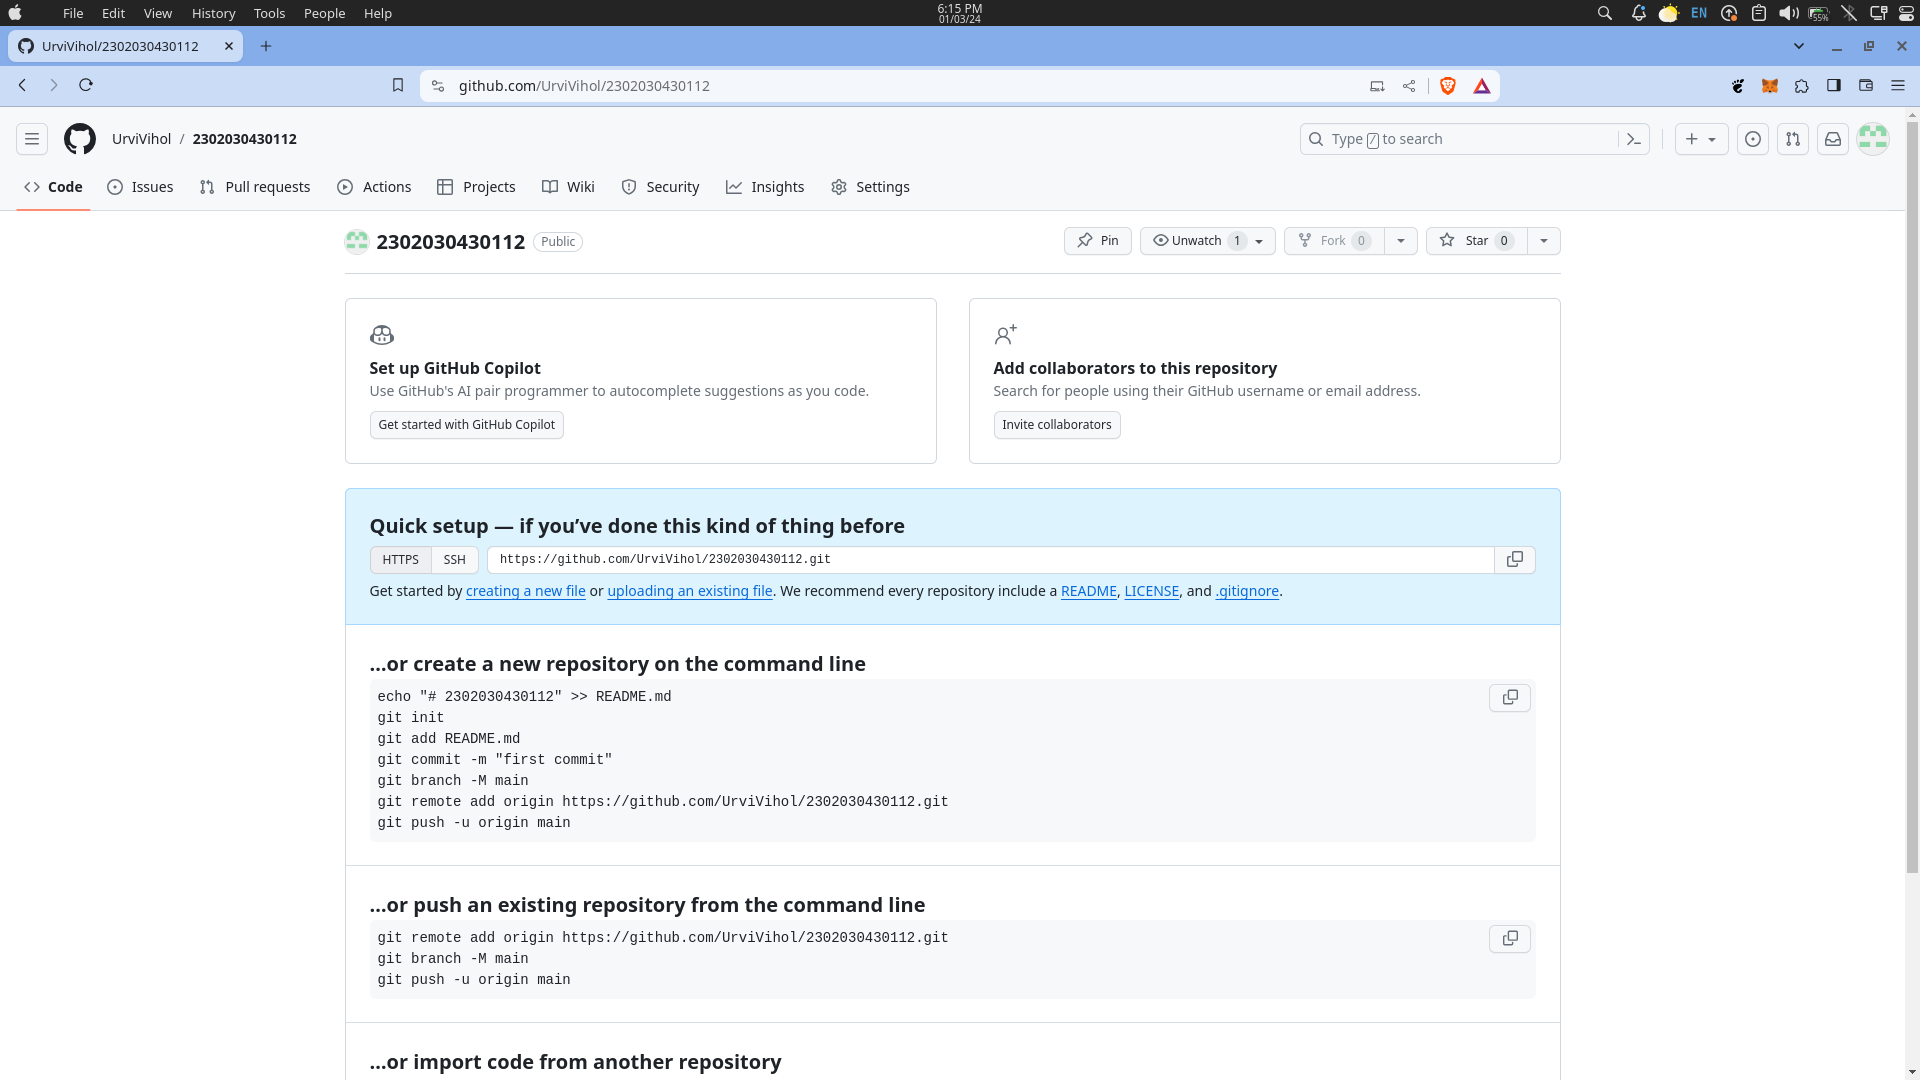 File Edit View History Tools People Help
6:15 PM
01/03/24
EN
55%
UrviVihol/2302030430112
github.com/UrviVihol/2302030430112
UrviVihol / 2302030430112
Type / to search
Code Issues Pull requests Actions Projects Wiki Security Insights Settings
2302030430112 Public
Pin Unwatch 1 Fork 0 Star 0
Set up GitHub Copilot
Use GitHub's AI pair programmer to autocomplete suggestions as you code.
Get started with GitHub Copilot
Add collaborators to this repository
Search for people using their GitHub username or email address.
Invite collaborators
Quick setup — if you’ve done this kind of thing before
HTTPS SSH https://github.com/UrviVihol/2302030430112.git
Get started by creating a new file or uploading an existing file. We recommend every repository include a README, LICENSE, and .gitignore.
…or create a new repository on the command line
echo "# 2302030430112" >> README.md
git init
git add README.md
git commit -m "first commit"
git branch -M main
git remote add origin https://github.com/UrviVihol/2302030430112.git
git push -u origin main
…or push an existing repository from the command line
git remote add origin https://github.com/UrviVihol/2302030430112.git
git branch -M main
git push -u origin main
…or import code from another repository